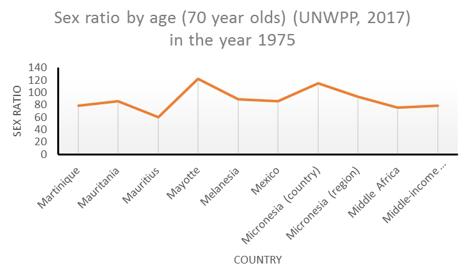 Sex ratio by age (70 year olds) (UNWPP, 2017)
in the year 1975
SEX RATIO
140
120
100
80
60
40
20
0
Martinique
Mauritania
Mauritius
Mayotte
Melanesia
Mexico
Micronesia (country)
Micronesia (region)
Middle Africa
Middle-income...
COUNTRY